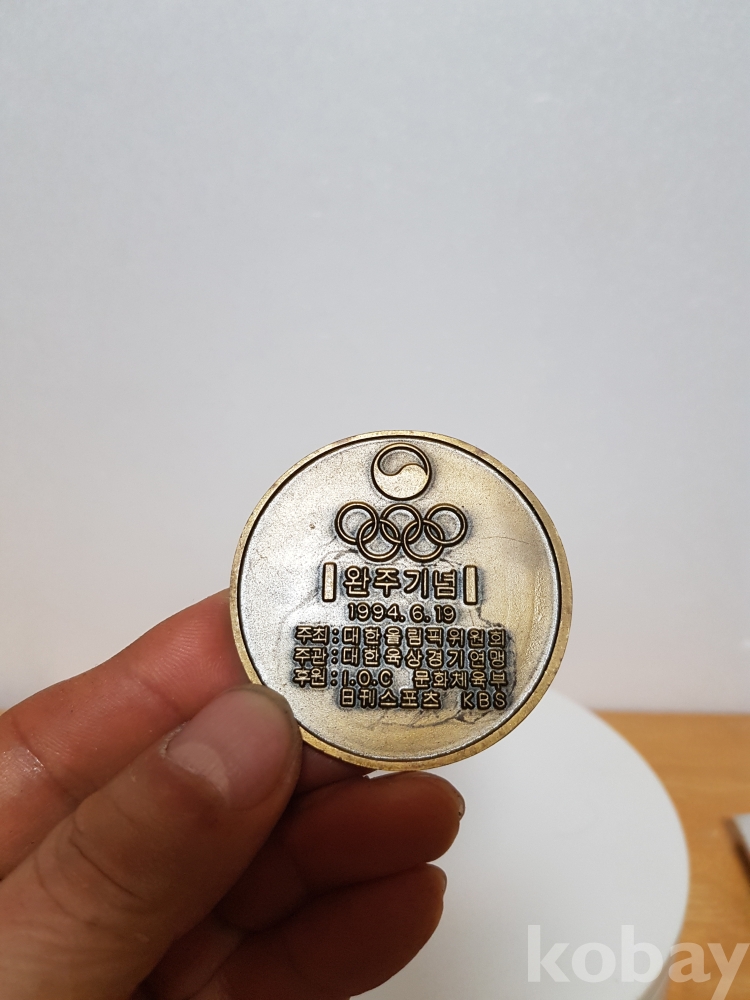 완주기념
1994.6.19
주최:대한올림픽위원회
주관:대한육상경기연맹
후원:I.O.C 문화체육부
日刊스포츠 KBS
kobay